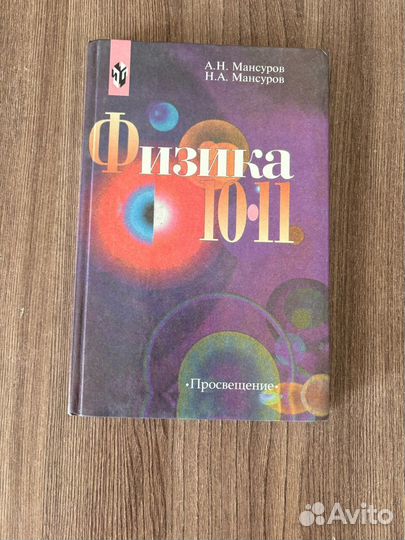 А.Н. Мансуров
Н.А. Мансуров
Физика
10•11
•Просвещение•
Avito